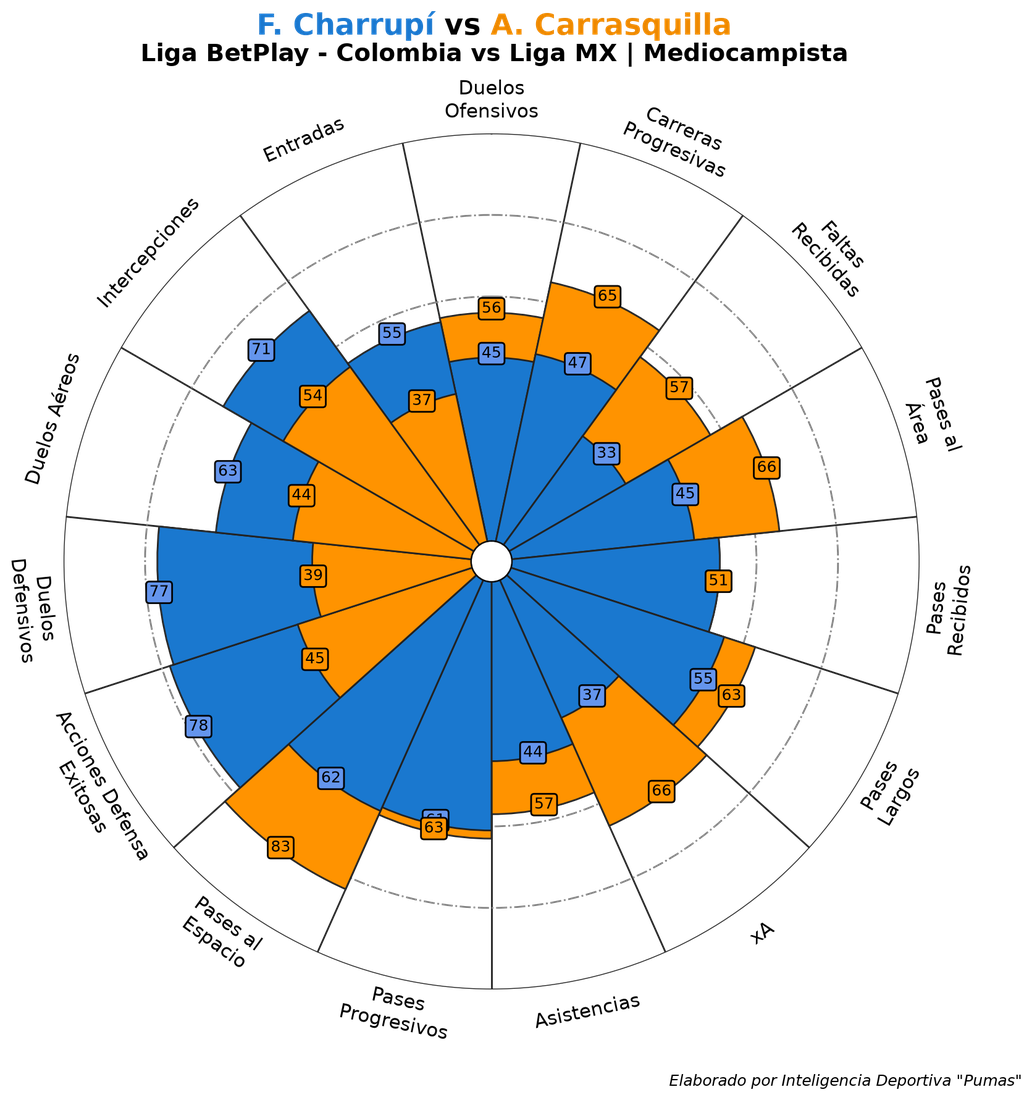 F. Charrupí vs A. Carrasquilla
Liga BetPlay - Colombia vs Liga MX | Mediocampista
Duelos
Ofensivos
56
45
Carreras
Progresivas
65
47
Faltas
Recibidas
57
33
Pases al
Área
66
45
Pases
Recibidos
51
Pases
Largos
55
63
xA
37
66
Asistencias
44
57
Pases
Progresivos
61
63
Pases al
Espacio
62
83
Acciones Defensa
Exitosas
45
78
Duelos
Defensivos
77
39
Duelos Aéreos
63
44
Intercepciones
71
54
Entradas
55
37
Elaborado por Inteligencia Deportiva "Pumas"